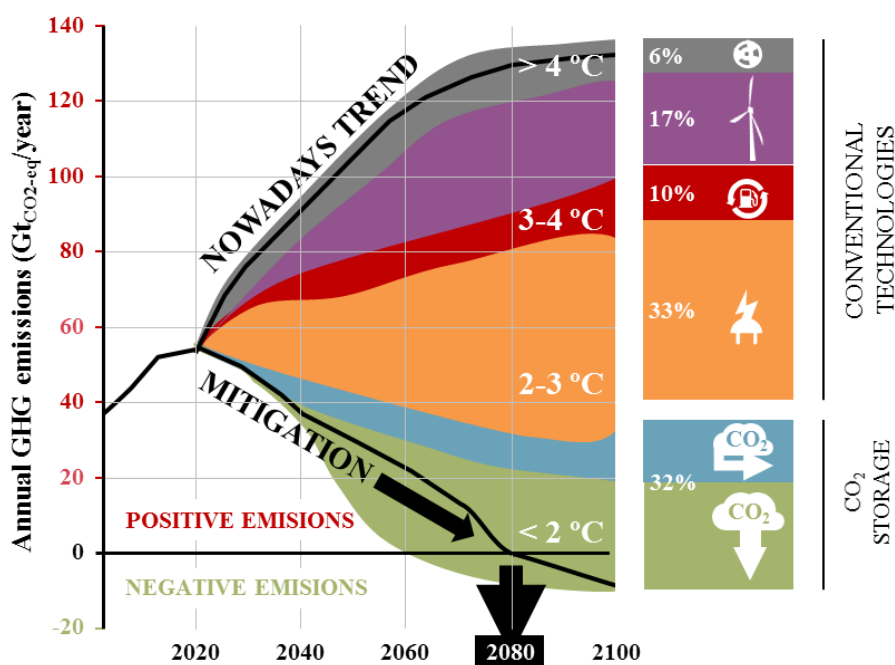 Annual GHG emissions (Gt_CO2-eq/year)
140
120
100
80
60
40
20
0
-20
2020
2040
2060
2080
2100
NOWADAYS TREND
MITIGATION
> 4 ºC
3-4 ºC
2-3 ºC
< 2 ºC
POSITIVE EMISIONS
NEGATIVE EMISIONS
6%
17%
10%
33%
32%
CO₂
CO₂
CONVENTIONAL
TECHNOLOGIES
CO₂
STORAGE